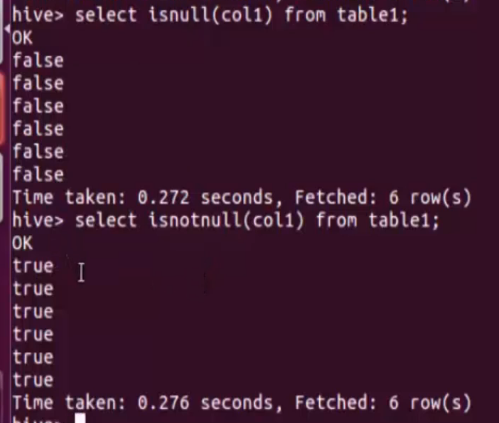 hive> select isnull(col1) from table1;
OK
false
false
false
false
false
false
Time taken: 0.272 seconds, Fetched: 6 row(s)
hive> select isnotnull(col1) from table1;
OK
true
true
true
true
true
true
Time taken: 0.276 seconds, Fetched: 6 row(s)
hive>